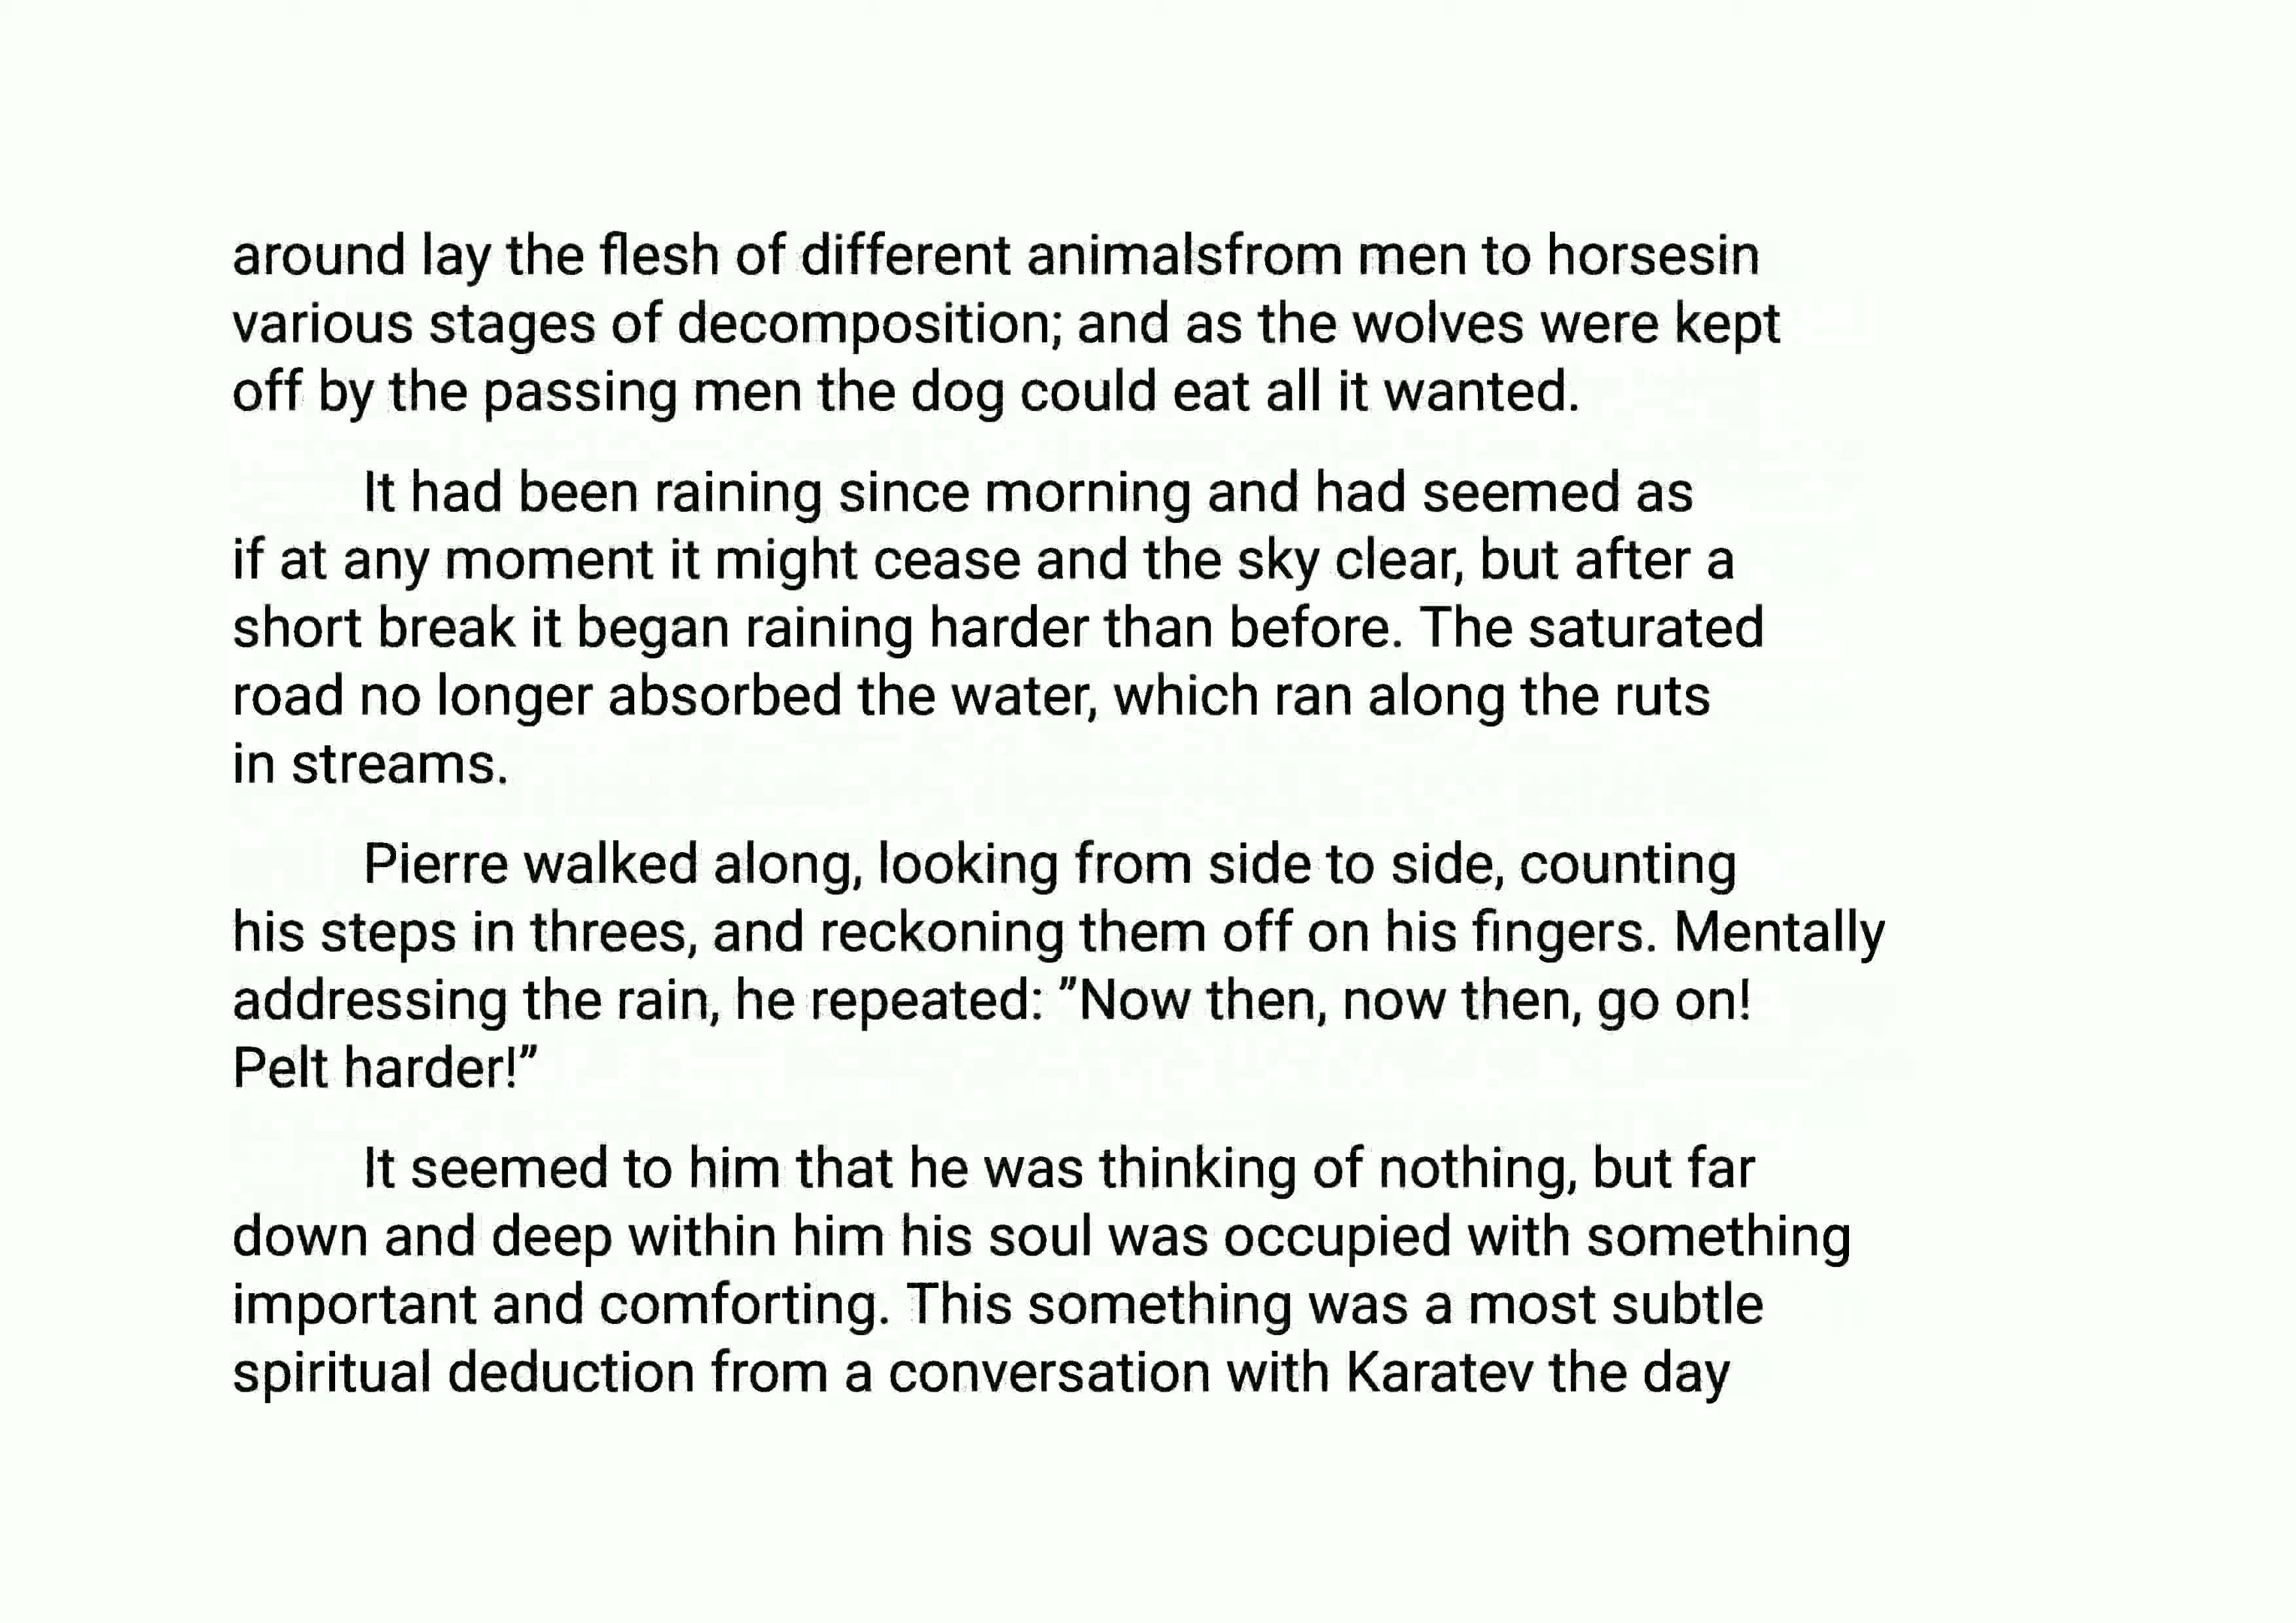 around lay the flesh of different animalsfrom men to horsesin
various stages of decomposition; and as the wolves were kept
off by the passing men the dog could eat all it wanted.
It had been raining since morning and had seemed as
if at any moment it might cease and the sky clear, but after a
short break it began raining harder than before. The saturated
road no longer absorbed the water, which ran along the ruts
in streams.
Pierre walked along, looking from side to side, counting
his steps in threes, and reckoning them off on his fingers. Mentally
addressing the rain, he repeated: ”Now then, now then, go on!
Pelt harder!”
It seemed to him that he was thinking of nothing, but far
down and deep within him his soul was occupied with something
important and comforting. This something was a most subtle
spiritual deduction from a conversation with Karatev the day